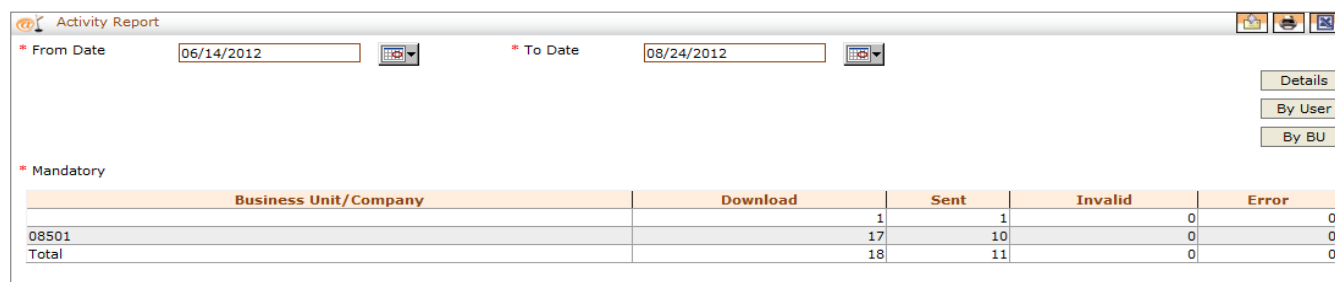 Activity Report
* From Date 06/14/2012 * To Date 08/24/2012
Details
By User
By BU
* Mandatory
Business Unit/Company Download Sent Invalid Error
1 1 0 0
08501 17 10 0 0
Total 18 11 0 0